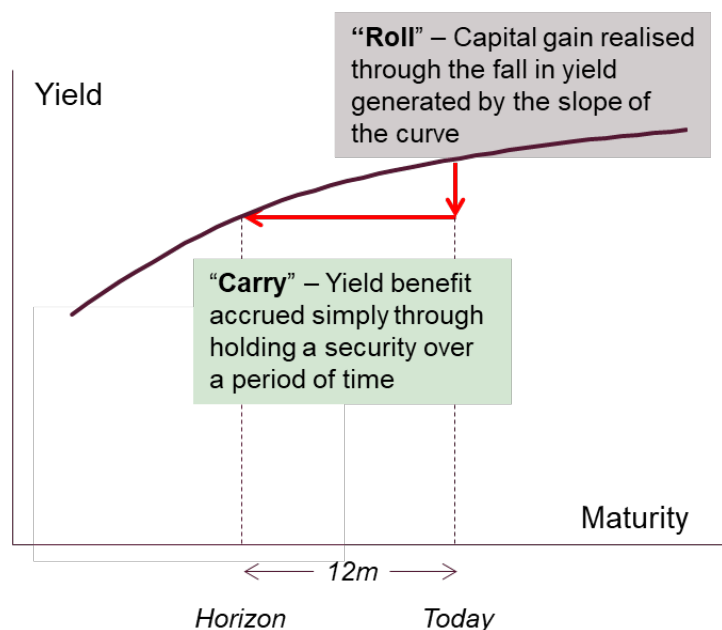 “Roll” – Capital gain realised
through the fall in yield
generated by the slope of
the curve
Yield
“Carry” – Yield benefit
accrued simply through
holding a security over
a period of time
Maturity
12m
Horizon
Today